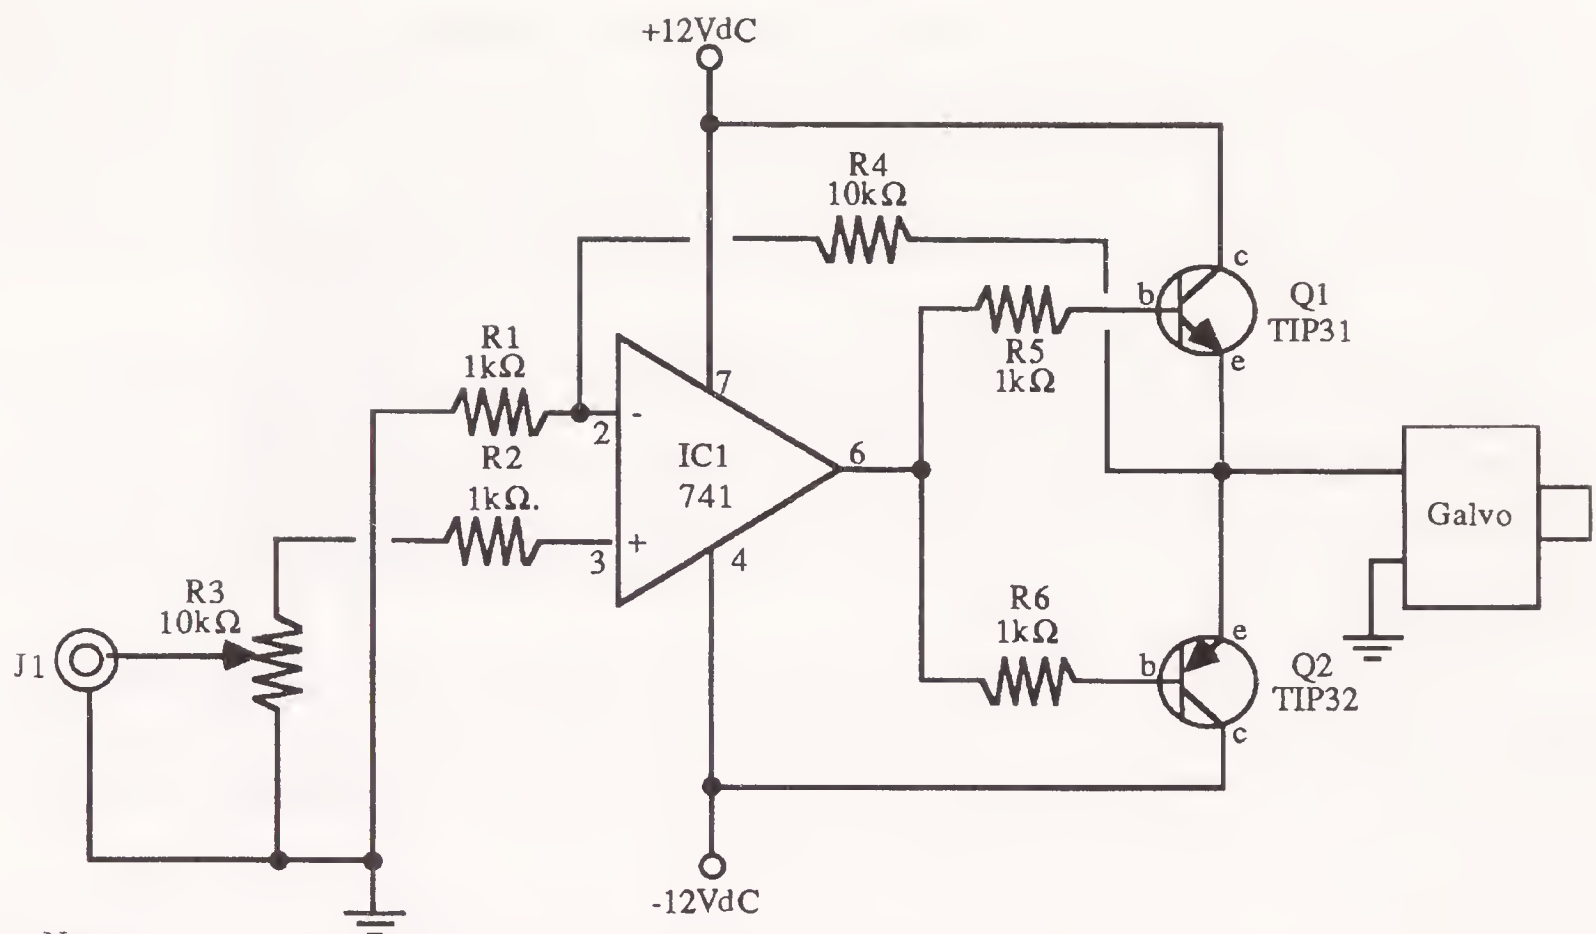 +12VdC
R4
10kΩ
c
b
Q1
TIP31
e
R5
1kΩ
R1
1kΩ
7
-
2
R2
1kΩ.
IC1
741
6
3
+
4
Galvo
R3
10kΩ
J1
R6
1kΩ
e
b
Q2
TIP32
c
-12VdC